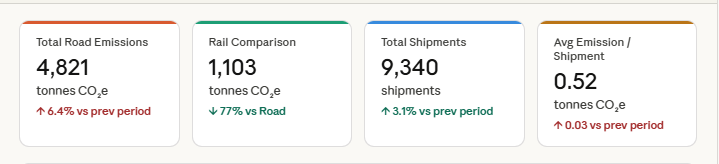 Total Road Emissions
4,821
tonnes CO₂e
↑ 6.4% vs prev period
Rail Comparison
1,103
tonnes CO₂e
↓ 77% vs Road
Total Shipments
9,340
shipments
↑ 3.1% vs prev period
Avg Emission /
Shipment
0.52
tonnes CO₂e
↑ 0.03 vs prev period